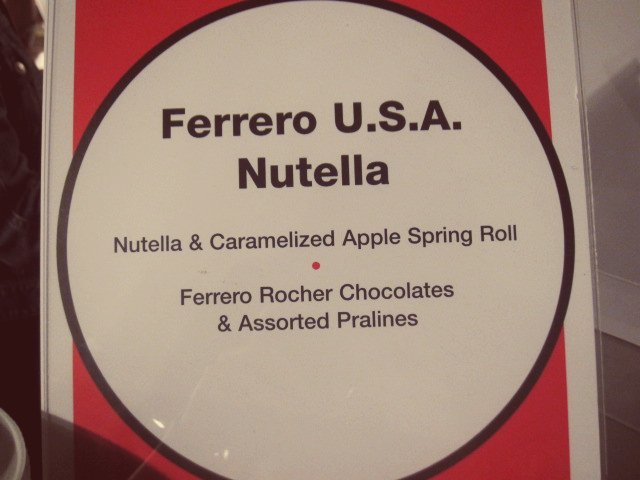 Ferrero U.S.A.
Nutella
Nutella & Caramelized Apple Spring Roll
Ferrero Rocher Chocolates
& Assorted Pralines